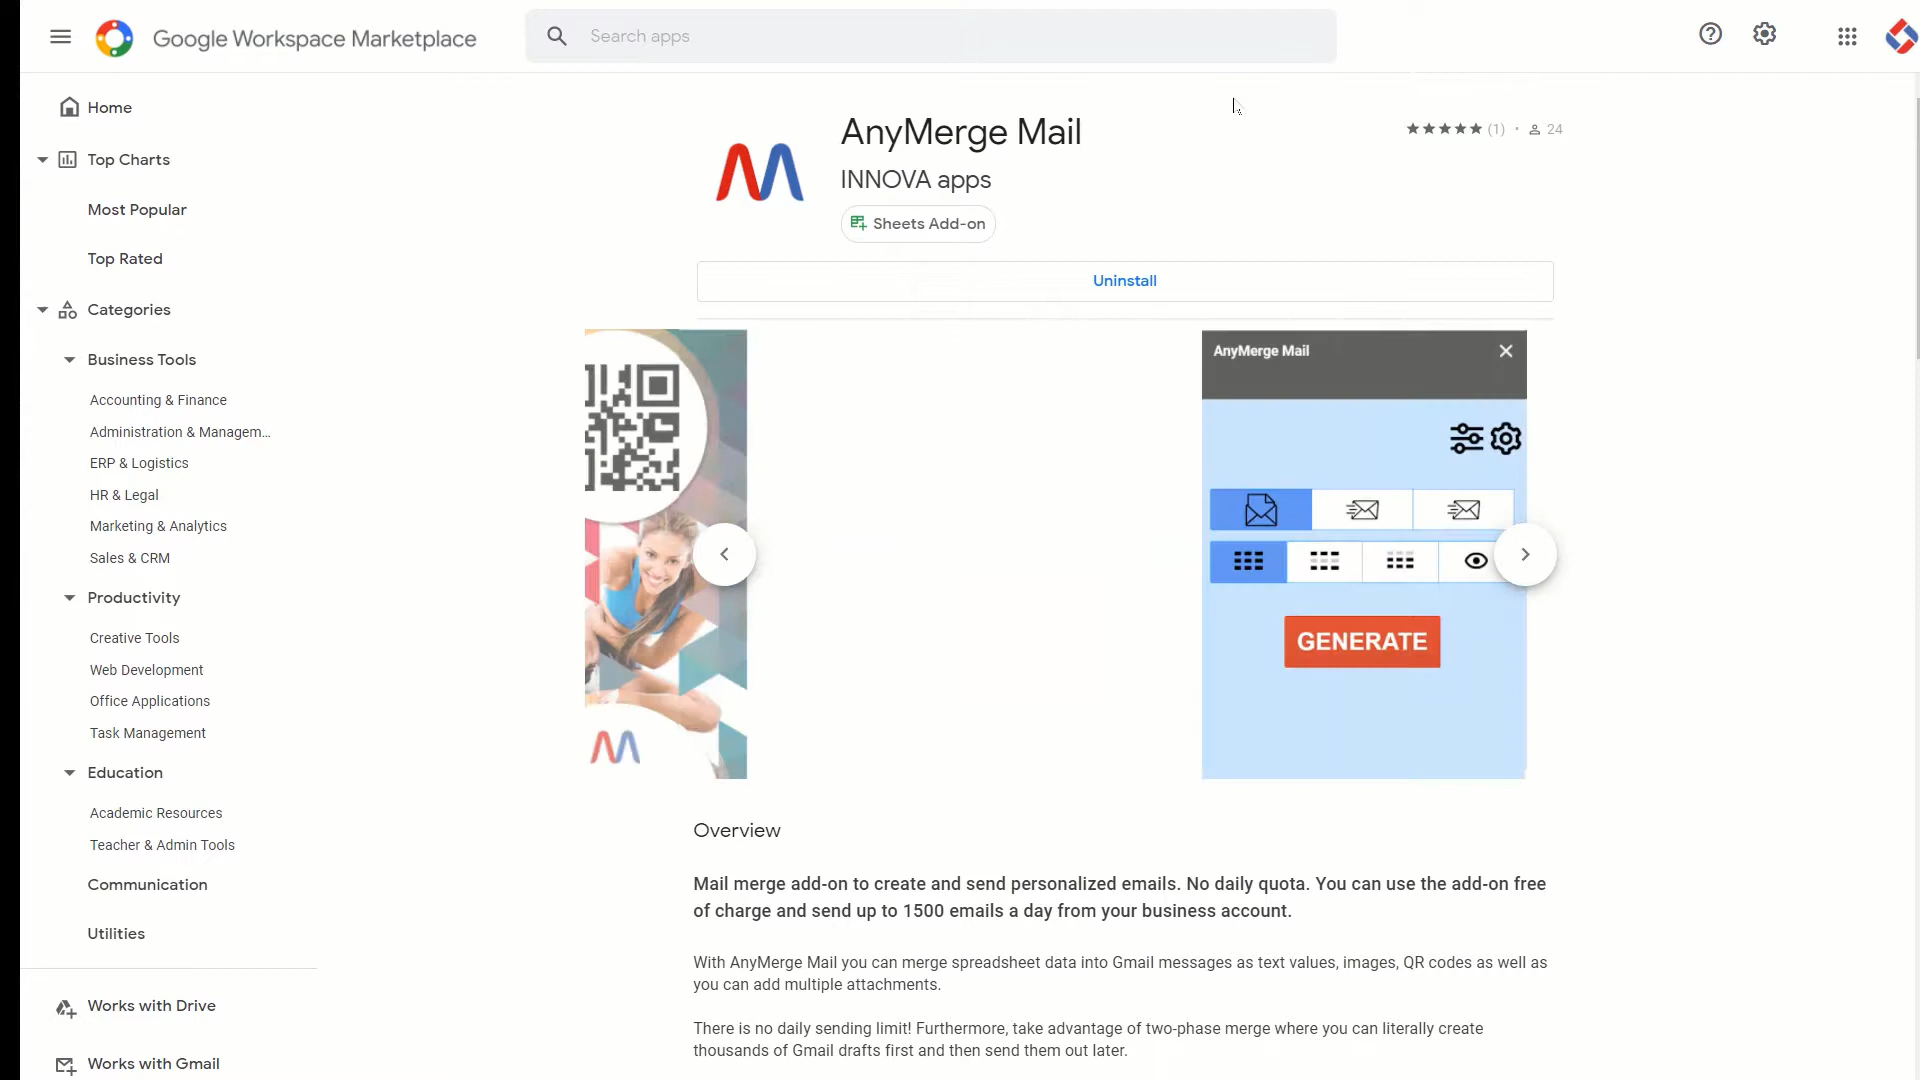 Google Workspace Marketplace
Search apps
Home
Top Charts
Most Popular
Top Rated
Categories
Business Tools
Accounting & Finance
Administration & Managem...
ERP & Logistics
HR & Legal
Marketing & Analytics
Sales & CRM
Productivity
Creative Tools
Web Development
Office Applications
Task Management
Education
Academic Resources
Teacher & Admin Tools
Communication
Utilities
Works with Drive
Works with Gmail
AnyMerge Mail
(1) • 24
INNOVA apps
Sheets Add-on
Uninstall
AnyMerge Mail
GENERATE
Overview
Mail merge add-on to create and send personalized emails. No daily quota. You can use the add-on free
of charge and send up to 1500 emails a day from your business account.
With AnyMerge Mail you can merge spreadsheet data into Gmail messages as text values, images, QR codes as well as
you can add multiple attachments.
There is no daily sending limit! Furthermore, take advantage of two-phase merge where you can literally create
thousands of Gmail drafts first and then send them out later.